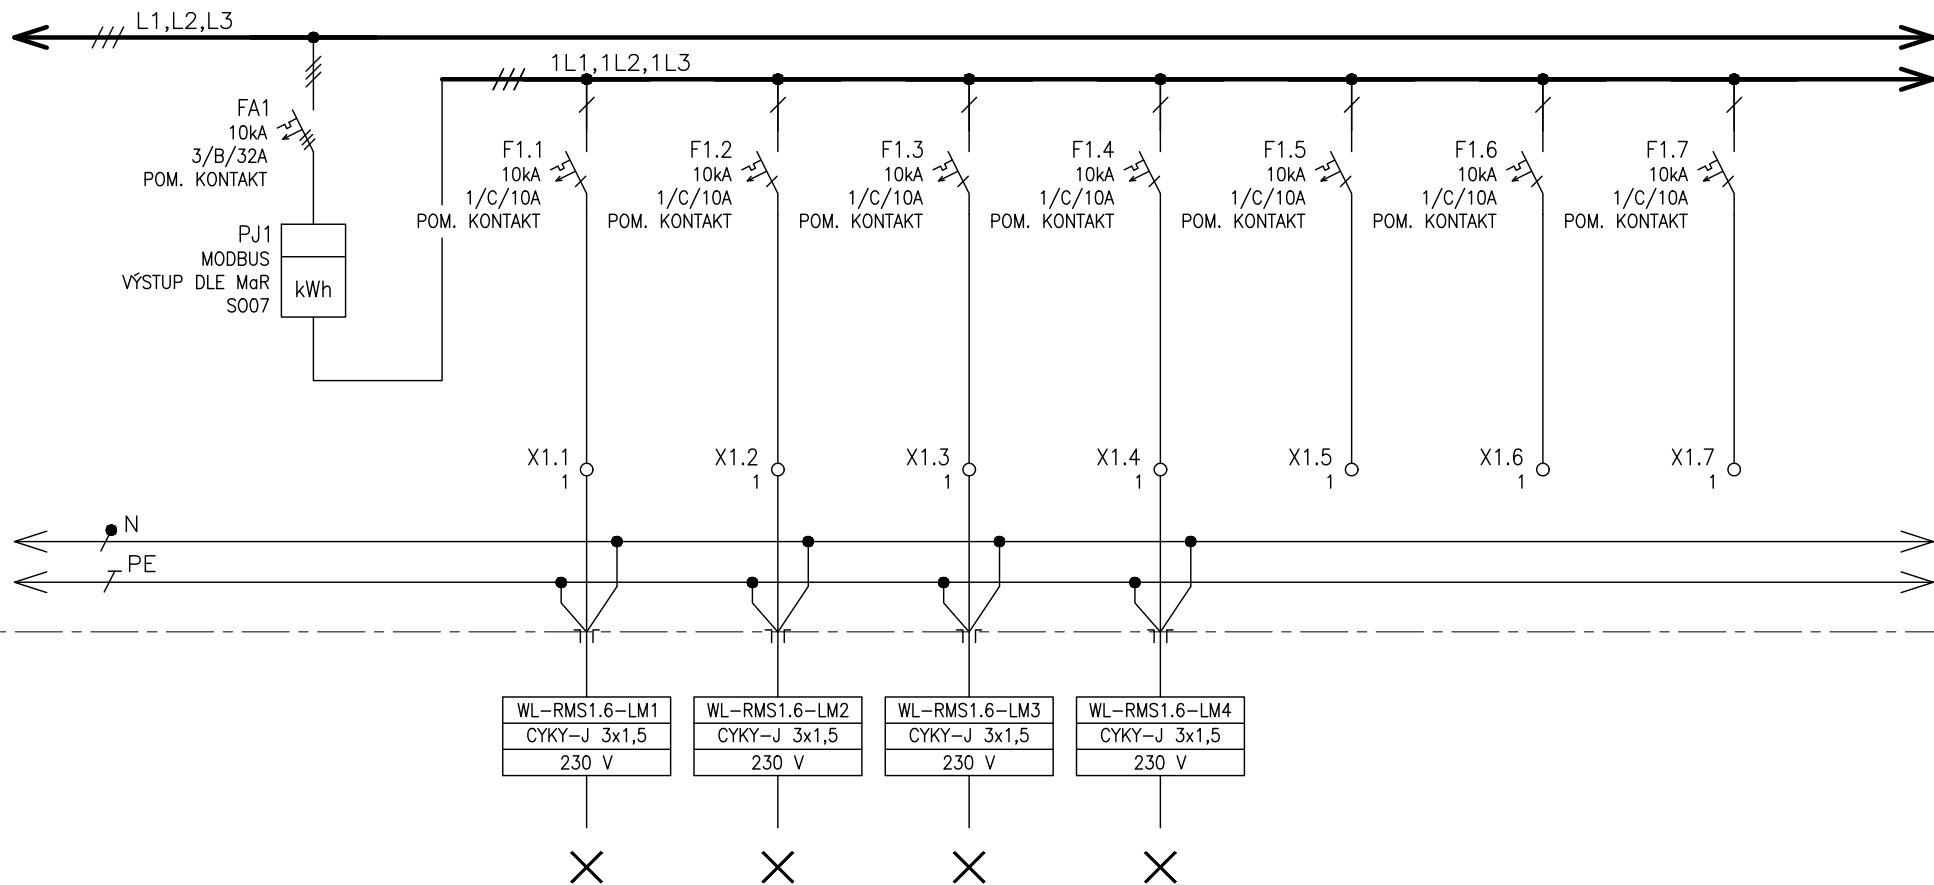 L1,L2,L3
1L1,1L2,1L3
FA1
10kA
3/B/32A
POM. KONTAKT
PJ1
MODBUS
VÝSTUP DLE MaR
SO07
kWh
F1.1
10kA
1/C/10A
POM. KONTAKT
F1.2
10kA
1/C/10A
POM. KONTAKT
F1.3
10kA
1/C/10A
POM. KONTAKT
F1.4
10kA
1/C/10A
POM. KONTAKT
F1.5
10kA
1/C/10A
POM. KONTAKT
F1.6
10kA
1/C/10A
POM. KONTAKT
F1.7
10kA
1/C/10A
POM. KONTAKT
X1.1
1
X1.2
1
X1.3
1
X1.4
1
X1.5
1
X1.6
1
X1.7
1
N
PE
WL-RMS1.6-LM1
CYKY-J 3x1,5
230 V
WL-RMS1.6-LM2
CYKY-J 3x1,5
230 V
WL-RMS1.6-LM3
CYKY-J 3x1,5
230 V
WL-RMS1.6-LM4
CYKY-J 3x1,5
230 V